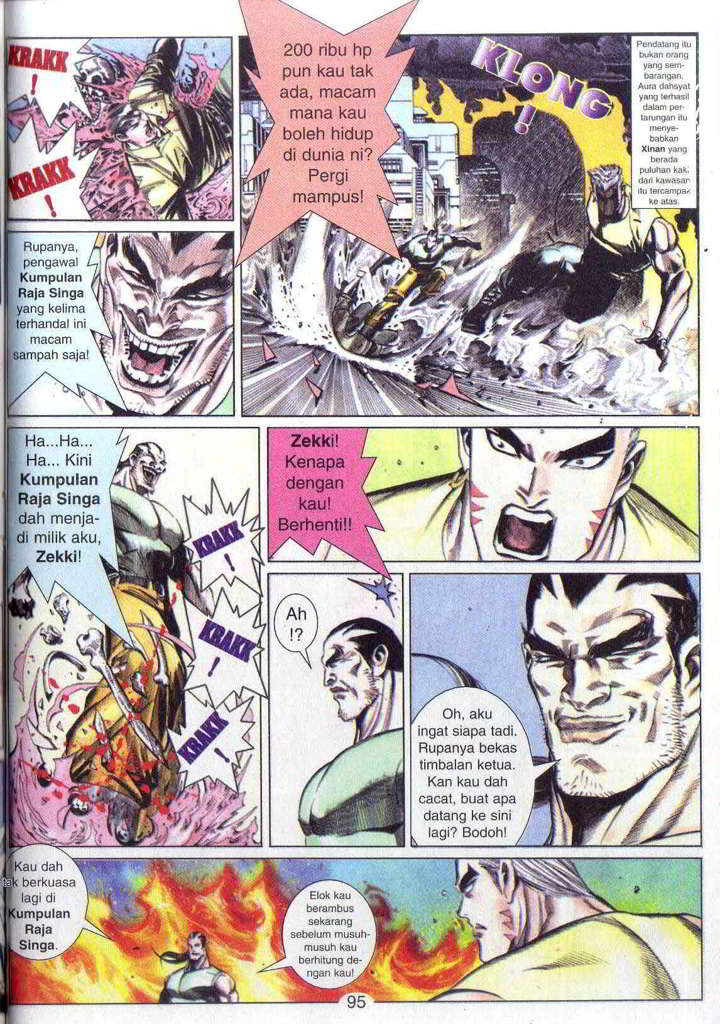 KRAKK
!
KRAKK
!
200 ribu hp
pun kau tak
ada, macam
mana kau
boleh hidup
di dunia ni?
Pergi
mampus!
KLONG
!
Pendatang itu
bukan orang
yang sem-
barangan.
Aura dahsyat
yang terhasil
dalam per-
tarungan itu
menye-
babkan
Xinan yang
berada
puluhan kaki
dari kawasan
itu tercampak
ke atas.
Rupanya,
pengawal
Kumpulan
Raja Singa
yang kelima
terhandal ini
macam
sampah saja!
Ha...Ha...
Ha... Kini
Kumpulan
Raja Singa
dah menja-
di milik aku,
Zekki!
KRAKK
!
KRAKK
!
KRAKK
!
Zekki!
Kenapa
dengan
kau!
Berhenti!!
Ah
!?
Oh, aku
ingat siapa tadi.
Rupanya bekas
timbalan ketua.
Kan kau dah
cacat, buat apa
datang ke sini
lagi? Bodoh!
Kau dah
tak berkuasa
lagi di
Kumpulan
Raja
Singa.
Elok kau
berambus
sekarang
sebelum musuh-
musuh kau
berhitung de-
ngan kau!
95